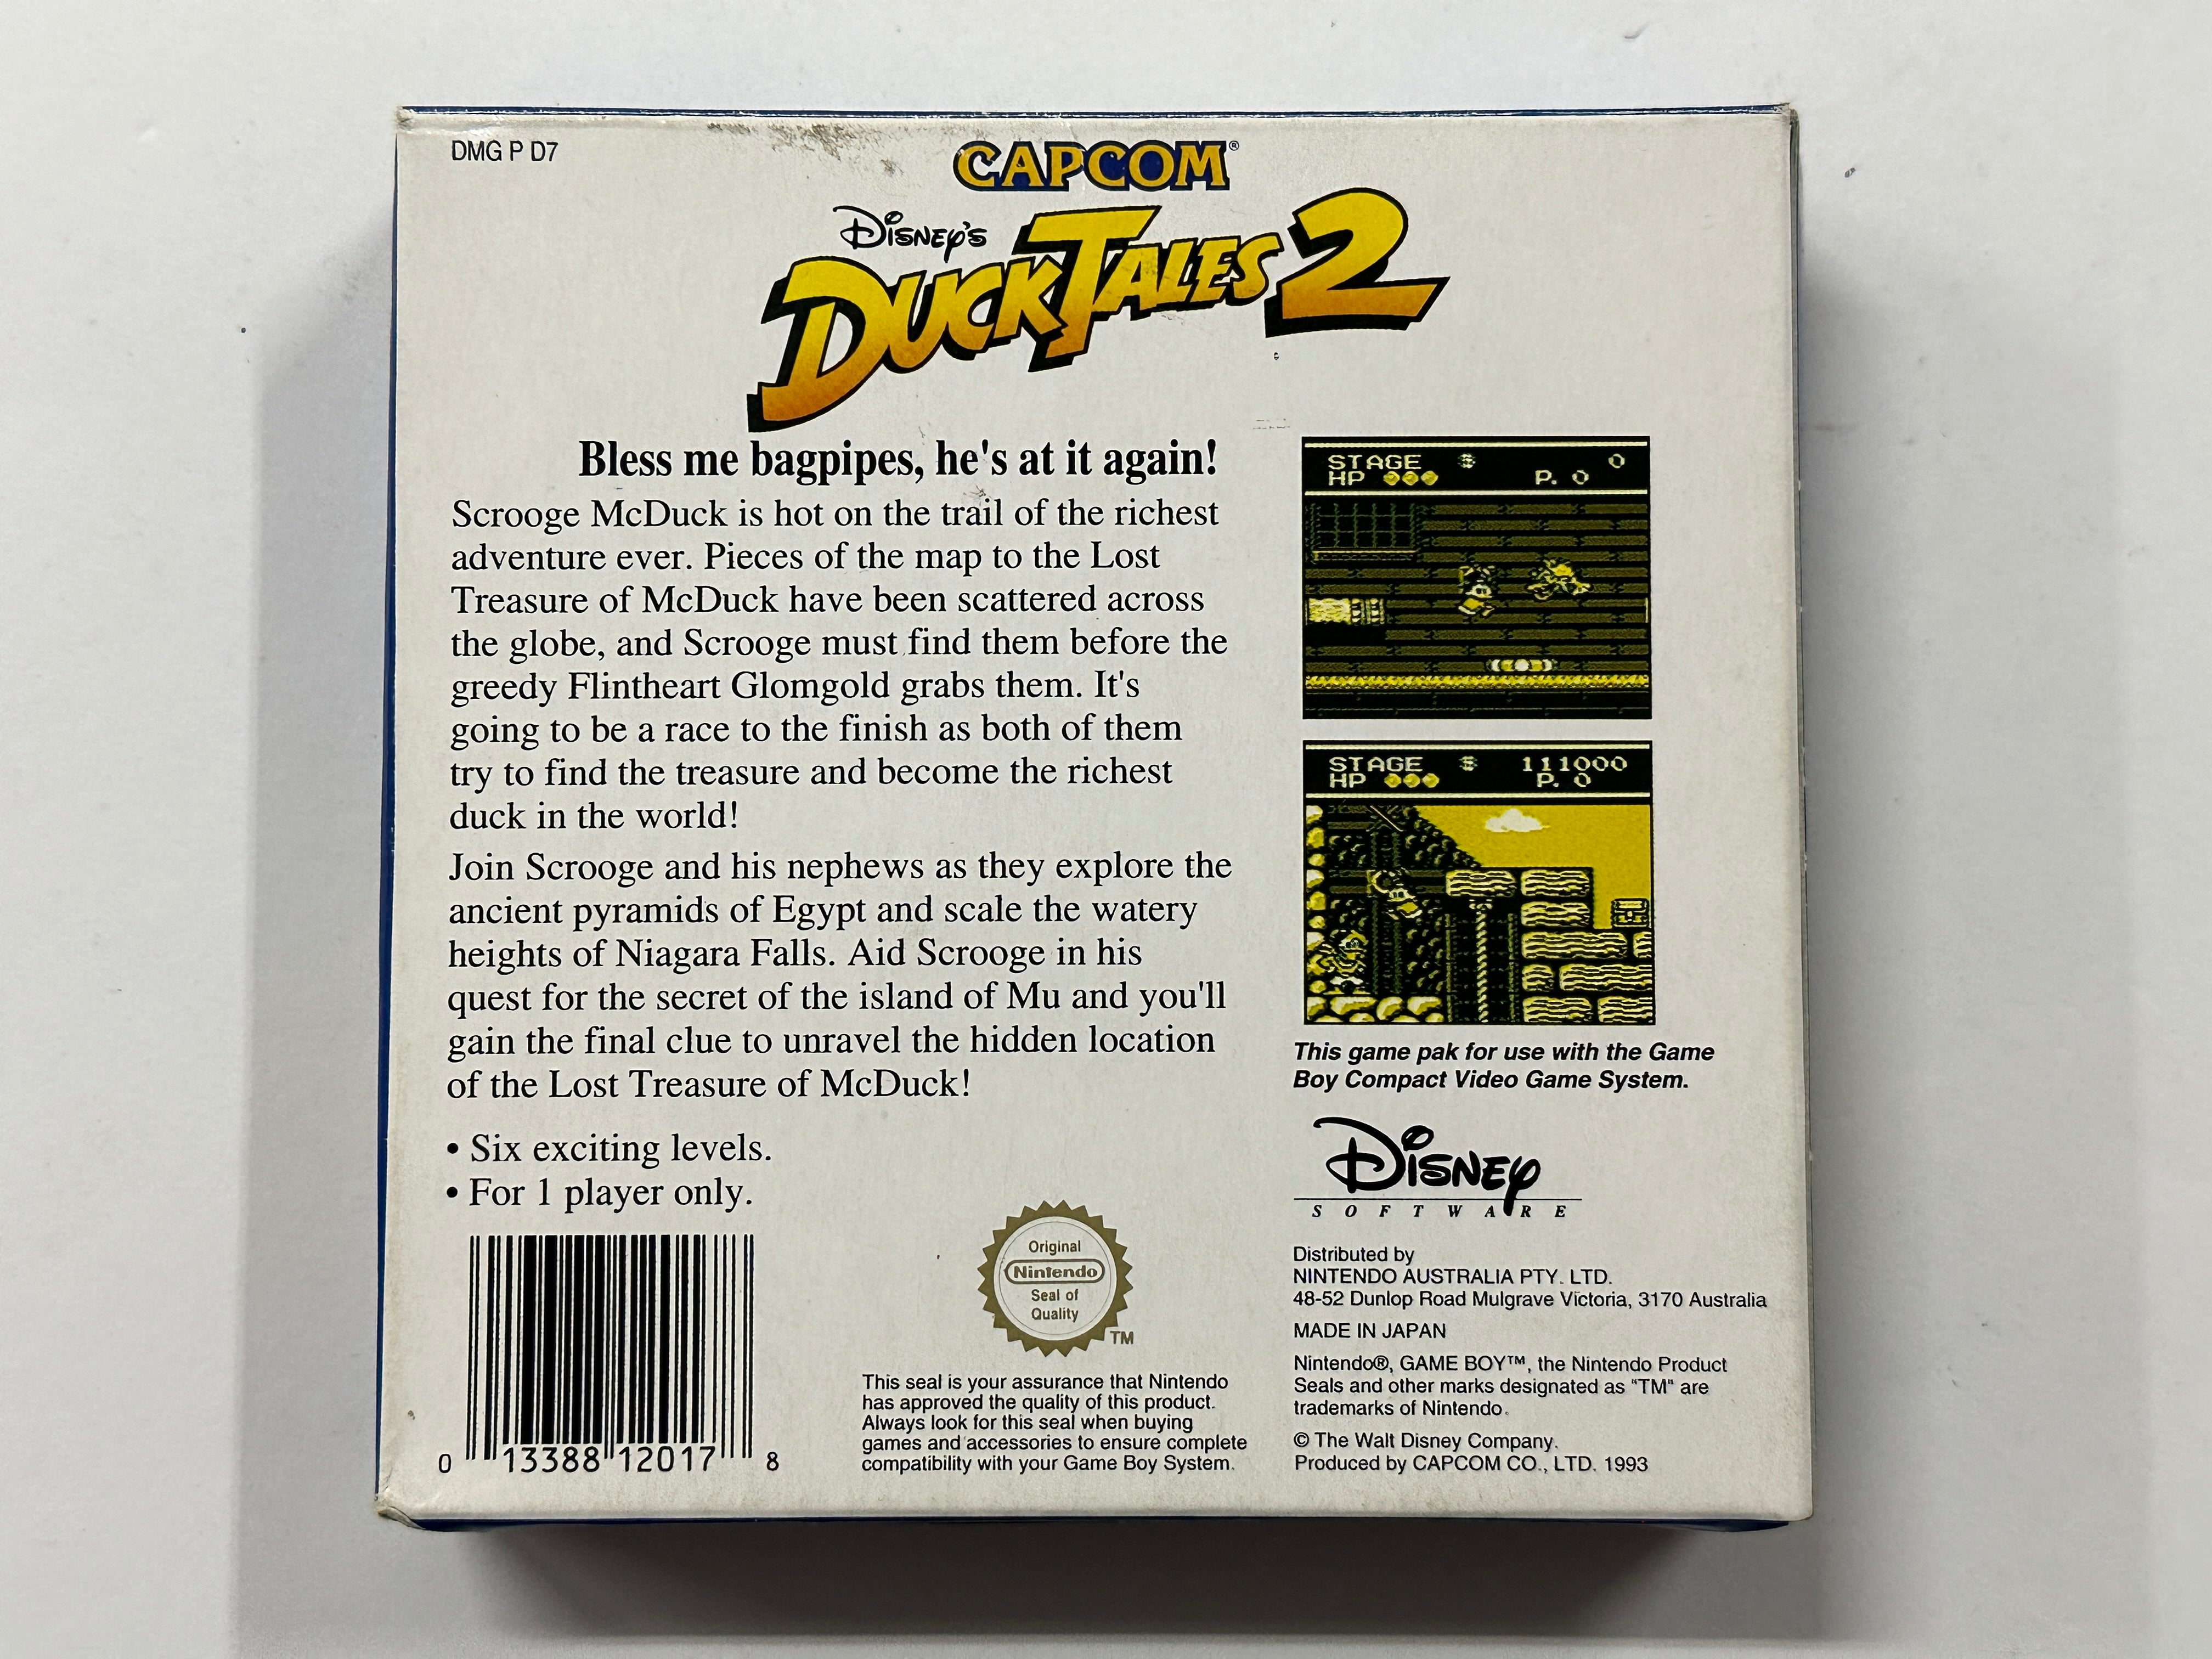 DMG P D7
CAPCOM®
DISNEY'S
DUCKTALES 2
Bless me bagpipes, he's at it again!
Scrooge McDuck is hot on the trail of the richest
adventure ever. Pieces of the map to the Lost
Treasure of McDuck have been scattered across
the globe, and Scrooge must find them before the
greedy Flintheart Glomgold grabs them. It's
going to be a race to the finish as both of them
try to find the treasure and become the richest
duck in the world!
Join Scrooge and his nephews as they explore the
ancient pyramids of Egypt and scale the watery
heights of Niagara Falls. Aid Scrooge in his
quest for the secret of the island of Mu and you'll
gain the final clue to unravel the hidden location
of the Lost Treasure of McDuck!
• Six exciting levels.
• For 1 player only.
0 13388 12017 8
Original
Nintendo
Seal of
Quality
TM
This seal is your assurance that Nintendo
has approved the quality of this product.
Always look for this seal when buying
games and accessories to ensure complete
compatibility with your Game Boy System.
STAGE $ 0
HP P. 0
STAGE $ 111000
HP P. 0
This game pak for use with the Game
Boy Compact Video Game System.
DISNEY
SOFTWARE
Distributed by
NINTENDO AUSTRALIA PTY. LTD.
48-52 Dunlop Road Mulgrave Victoria, 3170 Australia
MADE IN JAPAN
Nintendo®, GAME BOY™, the Nintendo Product
Seals and other marks designated as "TM" are
trademarks of Nintendo.
© The Walt Disney Company.
Produced by CAPCOM CO., LTD. 1993